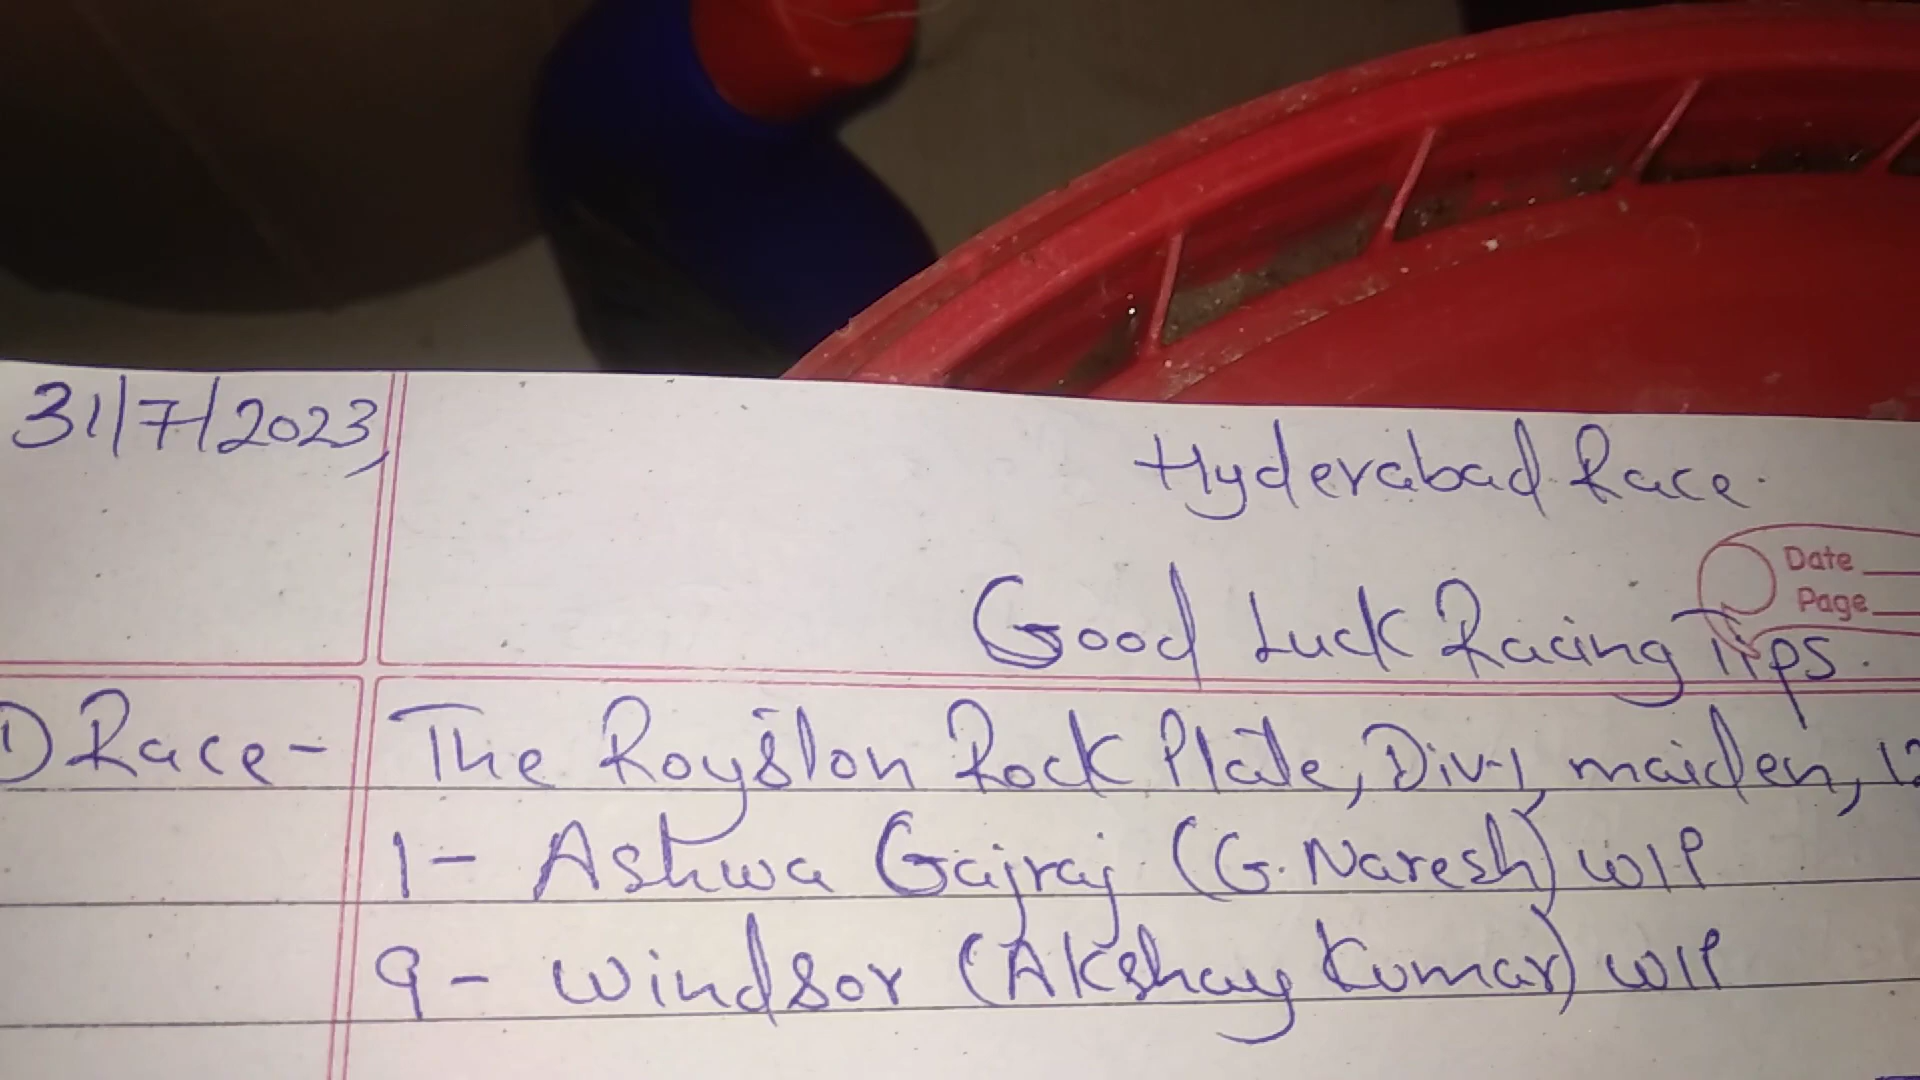 31/7/2023,
Hyderabad Race.
Date
Page
Good Luck Racing Tips.
1) Race - The Royston Rock Plate, Div-1, maiden, 12
1 - Ashwa Gajraj (G. Naresh) W/P
9 - Windsor (Akshay Kumar) W/P